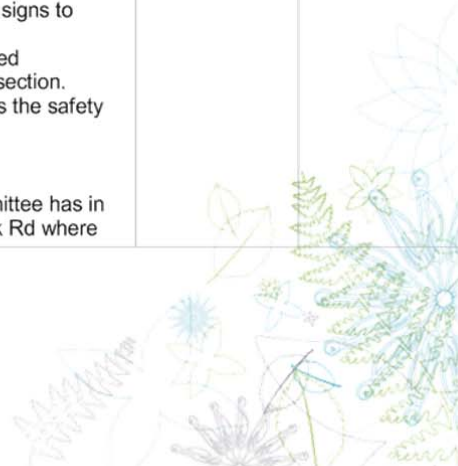 signs to
ed
section.
s the safety
nittee has in
Rd where